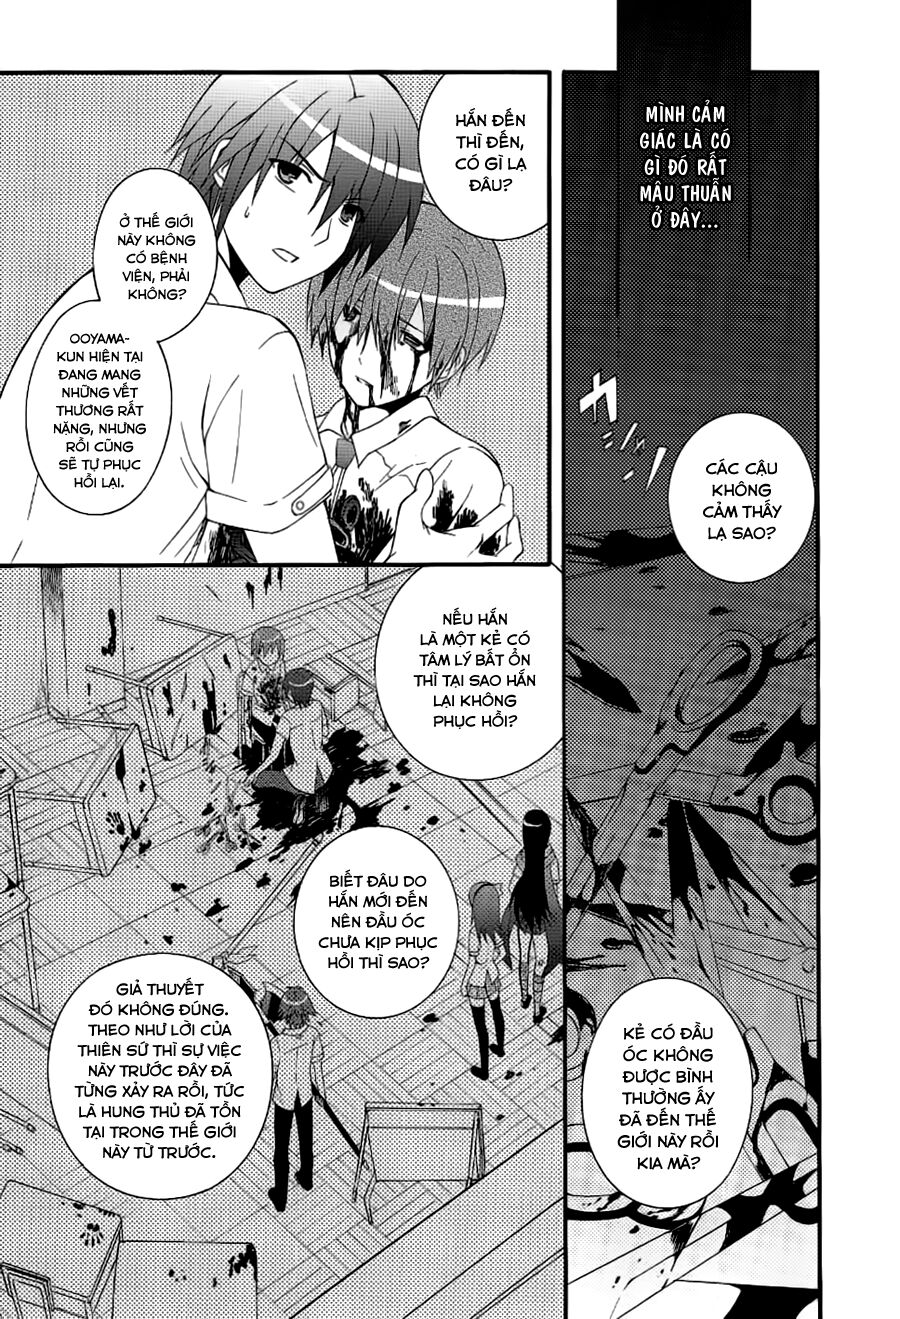 MÌNH CẢM
GIÁC LÀ CÓ
GÌ ĐÓ RẤT
MÂU THUẪN
Ở ĐÂY...
CÁC CẬU
KHÔNG
CẢM THẤY
LẠ SAO?
KẺ CÓ ĐẦU
ÓC KHÔNG
ĐƯỢC BÌNH
THƯỜNG ẤY
ĐÃ ĐẾN THẾ
GIỚI NÀY RỒI
KIA MÀ?
HẮN ĐẾN
THÌ ĐẾN,
CÓ GÌ LẠ
ĐÂU?
Ở THẾ GIỚI
NÀY KHÔNG
CÓ BỆNH
VIỆN, PHẢI
KHÔNG?
OOYAMA-
KUN HIỆN TẠI
ĐANG MANG
NHỮNG VẾT
THƯƠNG RẤT
NẶNG, NHƯNG
RỒI CŨNG
SẼ TỰ PHỤC
HỒI LẠI.
NẾU HẮN
LÀ MỘT KẺ CÓ
TÂM LÝ BẤT ỔN
THÌ TẠI SAO HẮN
LẠI KHÔNG
PHỤC HỒI?
BIẾT ĐÂU DO
HẮN MỚI ĐẾN
NÊN ĐẦU ÓC
CHƯA KỊP PHỤC
HỒI THÌ SAO?
GIẢ THUYẾT
ĐÓ KHÔNG ĐÚNG.
THEO NHƯ LỜI CỦA
THIÊN SỨ THÌ SỰ VIỆC
NÀY TRƯỚC ĐÂY ĐÃ
TỪNG XẢY RA RỒI, TỨC
LÀ HUNG THỦ ĐÃ TỒN
TẠI TRONG THẾ GIỚI
NÀY TỪ TRƯỚC.